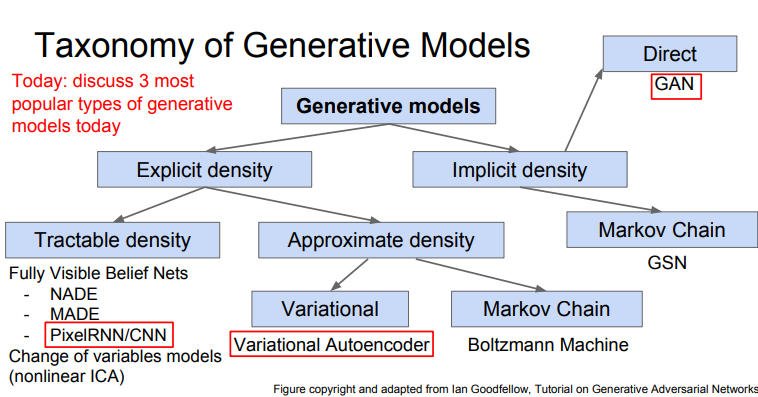 Taxonomy of Generative Models
Direct
GAN
Today: discuss 3 most
popular types of generative
models today
Generative models
Explicit density
Implicit density
Tractable density
Approximate density
Markov Chain
GSN
Fully Visible Belief Nets
- NADE
- MADE
- PixelRNN/CNN
Change of variables models
(nonlinear ICA)
Variational
Variational Autoencoder
Markov Chain
Boltzmann Machine
Figure copyright and adapted from Ian Goodfellow, Tutorial on Generative Adversarial Networks